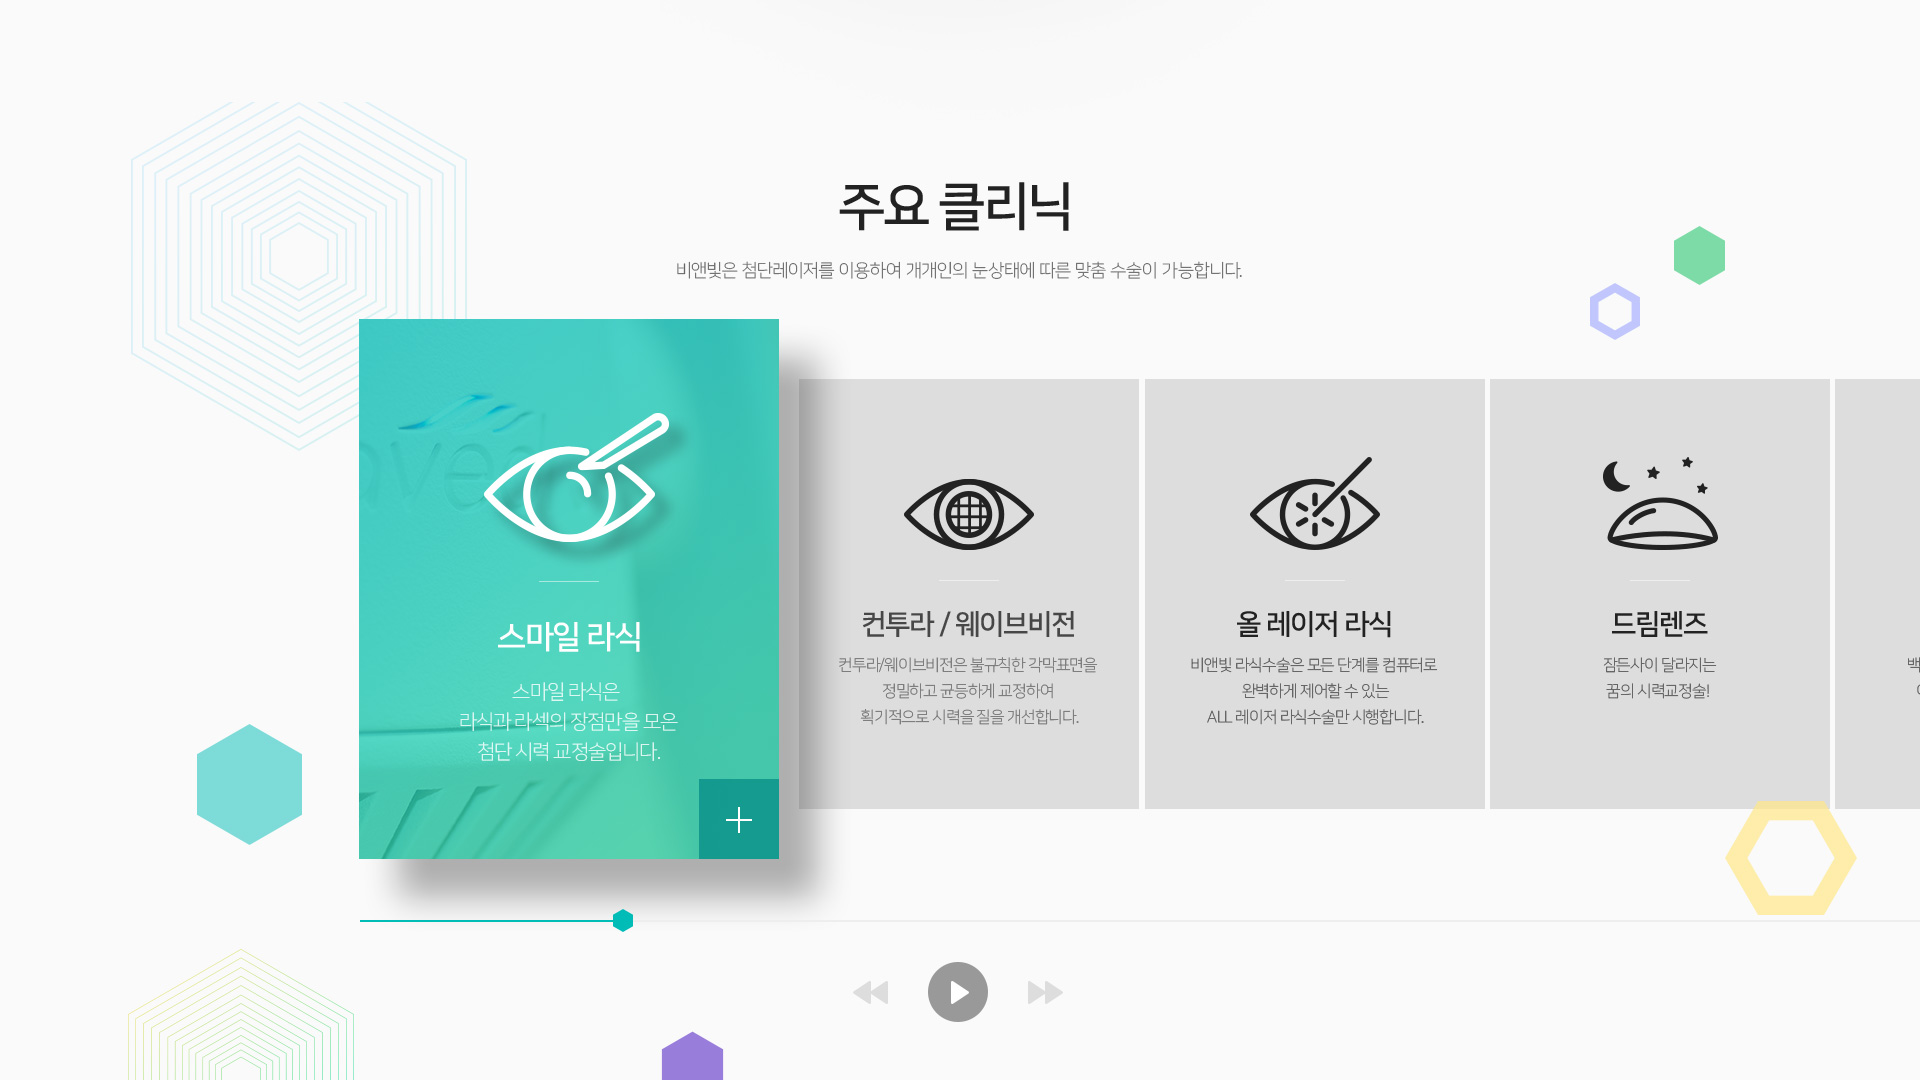 주요 클리닉
비앤빛은 첨단레이저를 이용하여 개개인의 눈상태에 따른 맞춤 수술이 가능합니다.
스마일 라식
스마일 라식은
라식과 라섹의 장점만을 모은
첨단 시력 교정술입니다.
컨투라 / 웨이브비전
컨투라/웨이브비전은 불규칙한 각막표면을
정밀하고 균등하게 교정하여
획기적으로 시력을 질을 개선합니다.
올 레이저 라식
비앤빛 라식수술은 모든 단계를 컴퓨터로
완벽하게 제어할 수 있는
ALL 레이저 라식수술만 시행합니다.
드림렌즈
잠든사이 달라지는
꿈의 시력교정술!